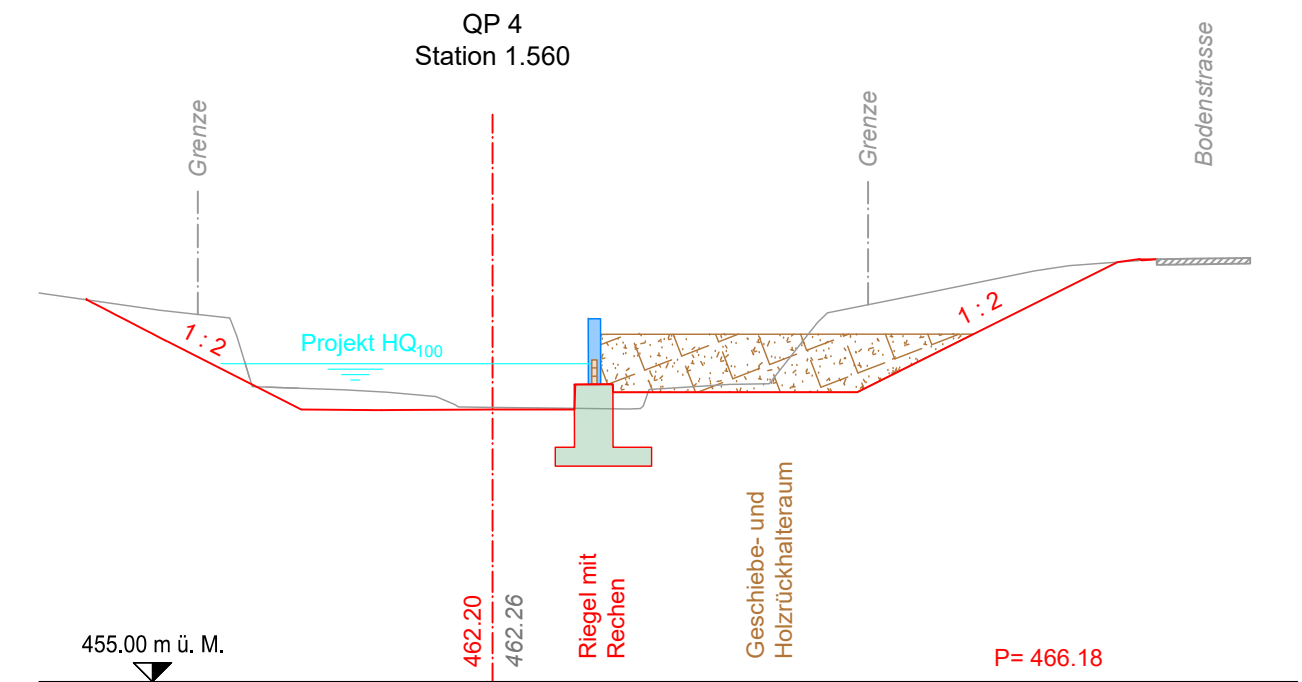 QP 4
Station 1.560
Grenze
Grenze
Bodenstrasse
1 : 2
Projekt HQ100
1 : 2
462.20
462.26
Riegel mit
Rechen
Geschiebe- und
Holzrückhalteraum
455.00 m ü. M.
P= 466.18